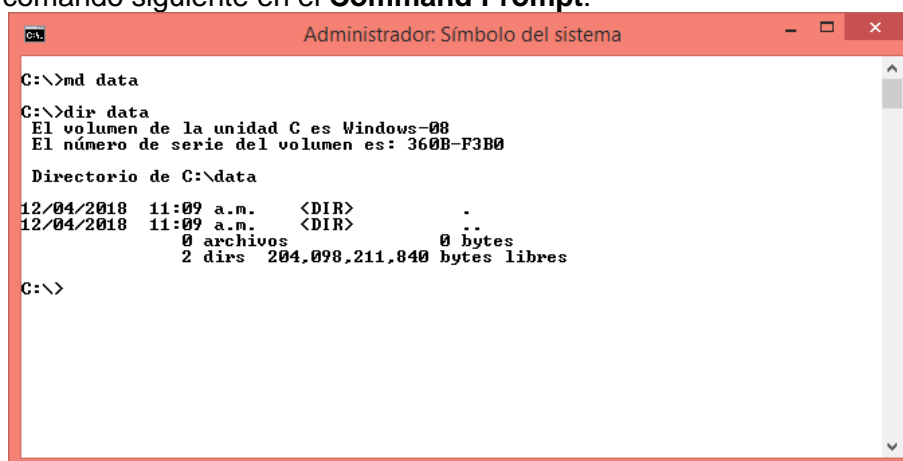 comando siguiente en el Command Prompt.
C:\.
Administrador: Símbolo del sistema
C:\>md data
C:\>dir data
El volumen de la unidad C es Windows-08
El número de serie del volumen es: 360B-F3B0
Directorio de C:\data
12/04/2018 11:09 a.m. <DIR> .
12/04/2018 11:09 a.m. <DIR> ..
0 archivos 0 bytes
2 dirs 204,098,211,840 bytes libres
C:\>